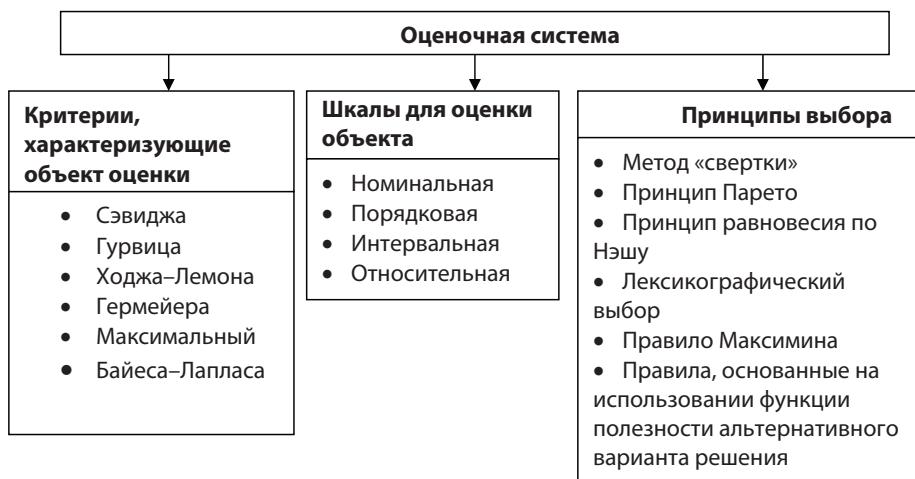 Оценочная система
Критерии,
характеризующие
объект оценки
• Сэвиджа
• Гурвица
• Ходжа–Лемона
• Гермейера
• Максимальный
• Байеса–Лапласа
Шкалы для оценки
объекта
• Номинальная
• Порядковая
• Интервальная
• Относительная
Принципы выбора
• Метод «свертки»
• Принцип Парето
• Принцип равновесия по
Нэшу
• Лексикографический
выбор
• Правило Максимина
• Правила, основанные на
использовании функции
полезности альтернативного
варианта решения